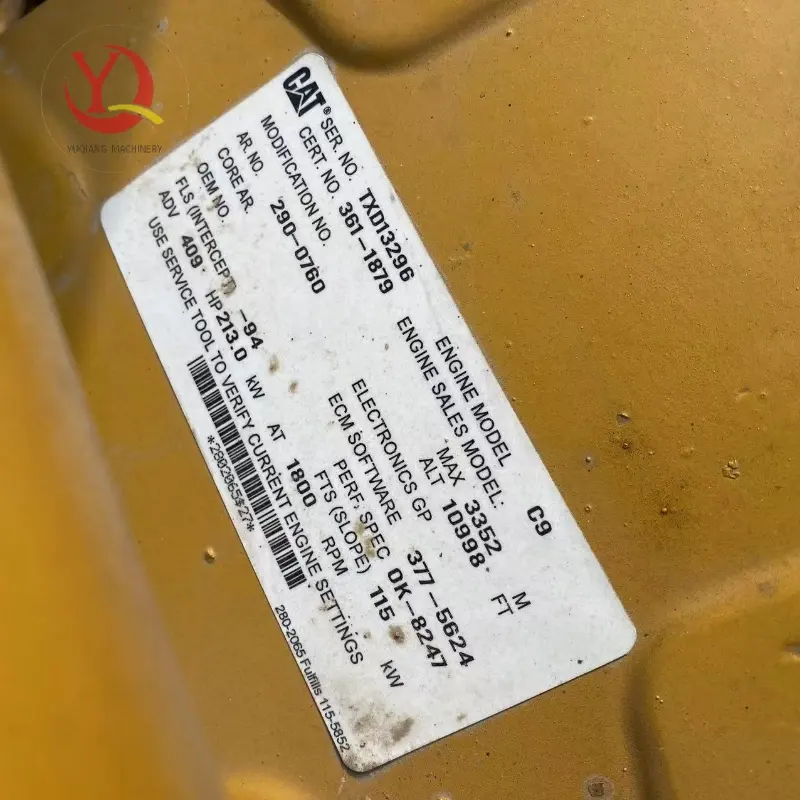 YUQIANG MACHINERY
CAT®
SER. NO. TXD13296
CERT. NO. 361-1879
MODIFICATION NO.
AR. NO. 290-0760
CORE AR.
OEM NO.
FLS (INTERCEPT) -94
ADV 409 HP 213.0 kW AT 1800 RPM
USE SERVICE TOOL TO VERIFY CURRENT ENGINE SETTINGS
ENGINE MODEL C9
ENGINE SALES MODEL:
MAX 3352 M
ALT 10998 FT
ELECTRONICS GP 377-5624
ECM SOFTWARE
PERF. SPEC 0K-8247
FTS (SLOPE) 115 kW
*2802065$27*
280-2065 Fulfills 115-5852